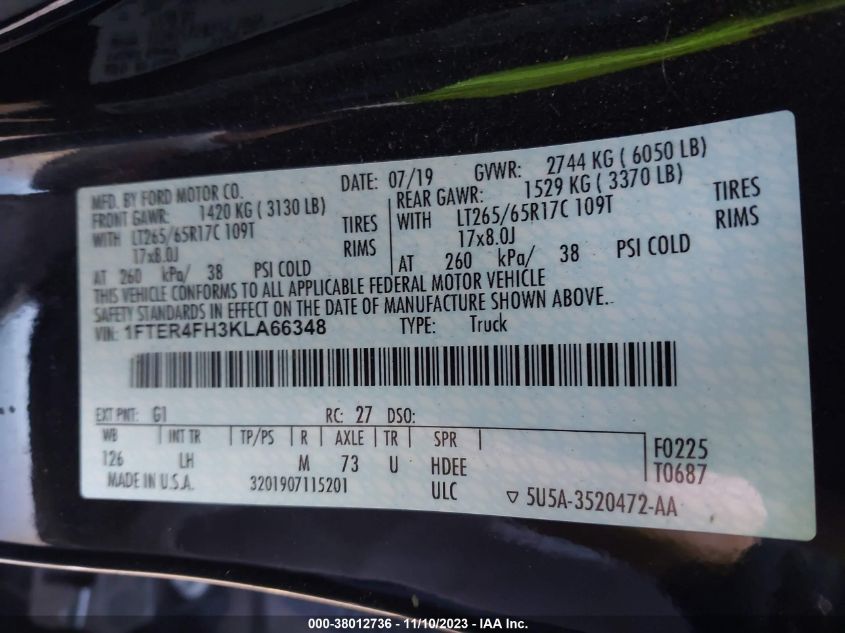 MFD. BY FORD MOTOR CO.
DATE: 07/19 GVWR: 2744 KG ( 6050 LB)
FRONT GAWR: 1420 KG ( 3130 LB) REAR GAWR: 1529 KG ( 3370 LB)
WITH LT265/65R17C 109T TIRES WITH LT265/65R17C 109T TIRES
17x8.0J RIMS 17x8.0J RIMS
AT 260 kPa/ 38 PSI COLD AT 260 kPa/ 38 PSI COLD
THIS VEHICLE CONFORMS TO ALL APPLICABLE FEDERAL MOTOR VEHICLE
SAFETY STANDARDS IN EFFECT ON THE DATE OF MANUFACTURE SHOWN ABOVE.
VIN: 1FTER4FH3KLA66348 TYPE: Truck
EXT PNT: G1 RC: 27 DSO:
WB INT TR TP/PS R AXLE TR SPR F0225
126 LH M 73 U HDEE T0687
MADE IN U.S.A. 3201907115201 ULC 5U5A-3520472-AA
000-38012736 - 11/10/2023 - IAA Inc.